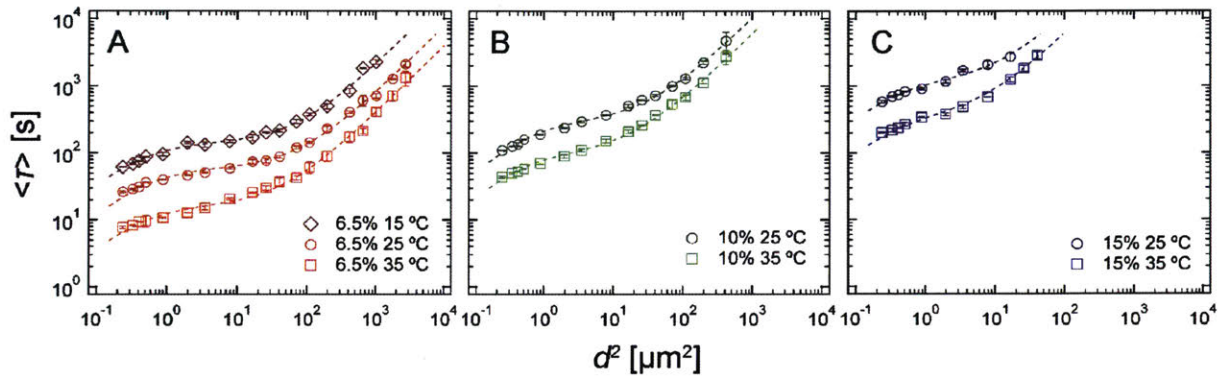 A
B
C
<τ> [s]
10⁴
10³
10²
10¹
10⁰
6.5% 15 ºC
6.5% 25 ºC
6.5% 35 ºC
10% 25 ºC
10% 35 ºC
15% 25 ºC
15% 35 ºC
10⁻¹ 10⁰ 10¹ 10² 10³ 10⁴ 10⁻¹ 10⁰ 10¹ 10² 10³ 10⁴ 10⁻¹ 10⁰ 10¹ 10² 10³ 10⁴
d² [µm²]